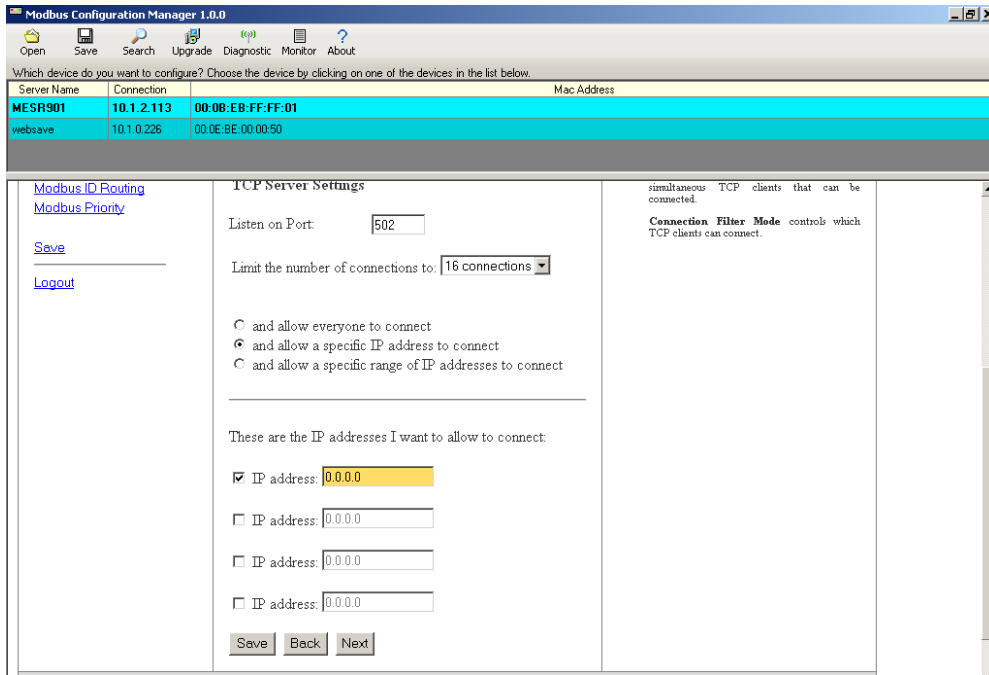 Modbus Configuration Manager 1.0.0
Open Save Search Upgrade Diagnostic Monitor About
Which device do you want to configure? Choose the device by clicking on one of the devices in the list below.
Server Name Connection Mac Address
MESR901 10.1.2.113 00:0B:EB:FF:FF:01
websave 10.1.0.226 00:0E:BE:00:00:50
Modbus ID Routing
Modbus Priority
Save
Logout
TCP Server Settings
Listen on Port: 502
Limit the number of connections to: 16 connections
and allow everyone to connect
and allow a specific IP address to connect
and allow a specific range of IP addresses to connect
These are the IP addresses I want to allow to connect:
IP address: 0.0.0.0
IP address: 0.0.0.0
IP address: 0.0.0.0
IP address: 0.0.0.0
Save Back Next
simultaneous TCP clients that can be
connected.
Connection Filter Mode controls which
TCP clients can connect.